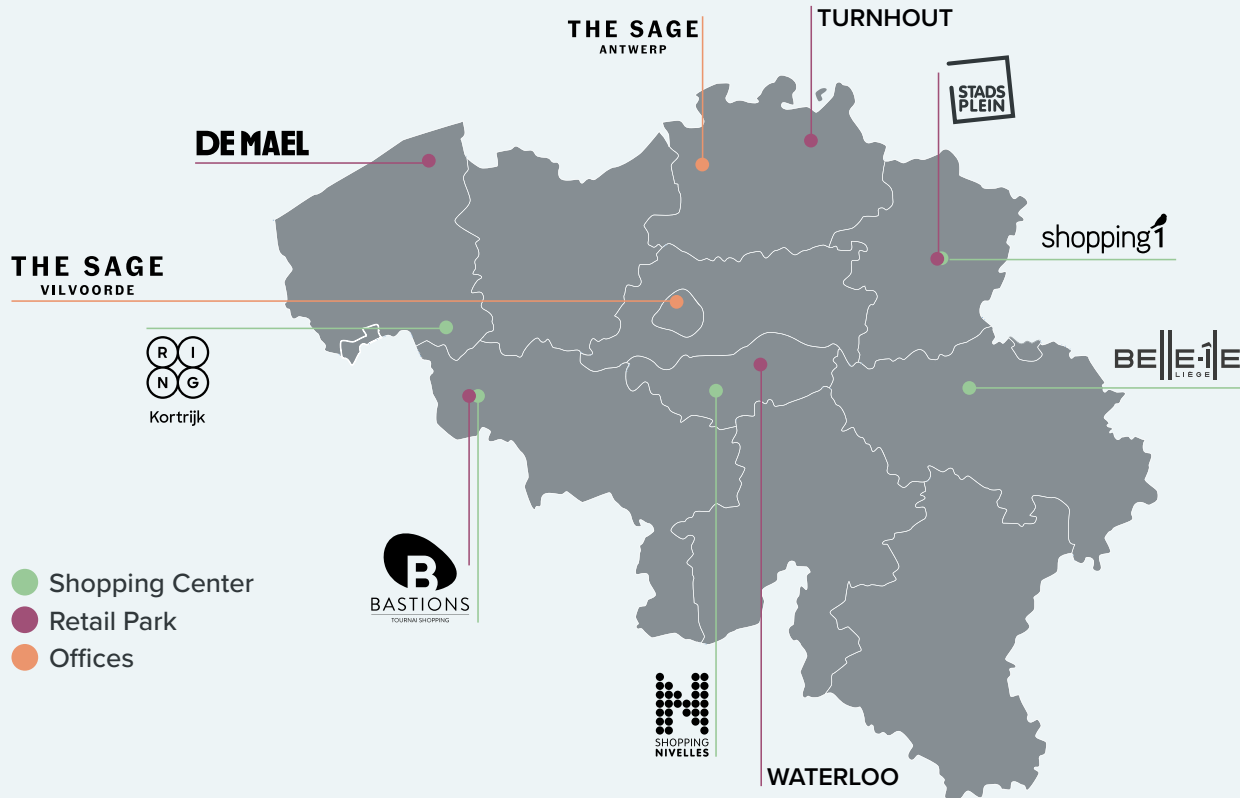 THE SAGE
ANTWERP
TURNHOUT
STADS
PLEIN
DE MAEL
shopping1
THE SAGE
VILVOORDE
R I
N G
Kortrijk
BELLE-ÎLE
LIÈGE
B
BASTIONS
TOURNAI SHOPPING
Shopping Center
Retail Park
Offices
N
SHOPPING
NIVELLES
WATERLOO